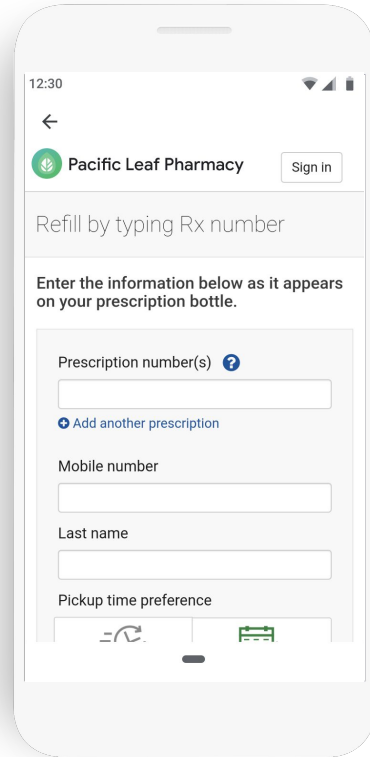 12:30
Pacific Leaf Pharmacy
Sign in
Refill by typing Rx number
Enter the information below as it appears
on your prescription bottle.
Prescription number(s) ?
Add another prescription
Mobile number
Last name
Pickup time preference